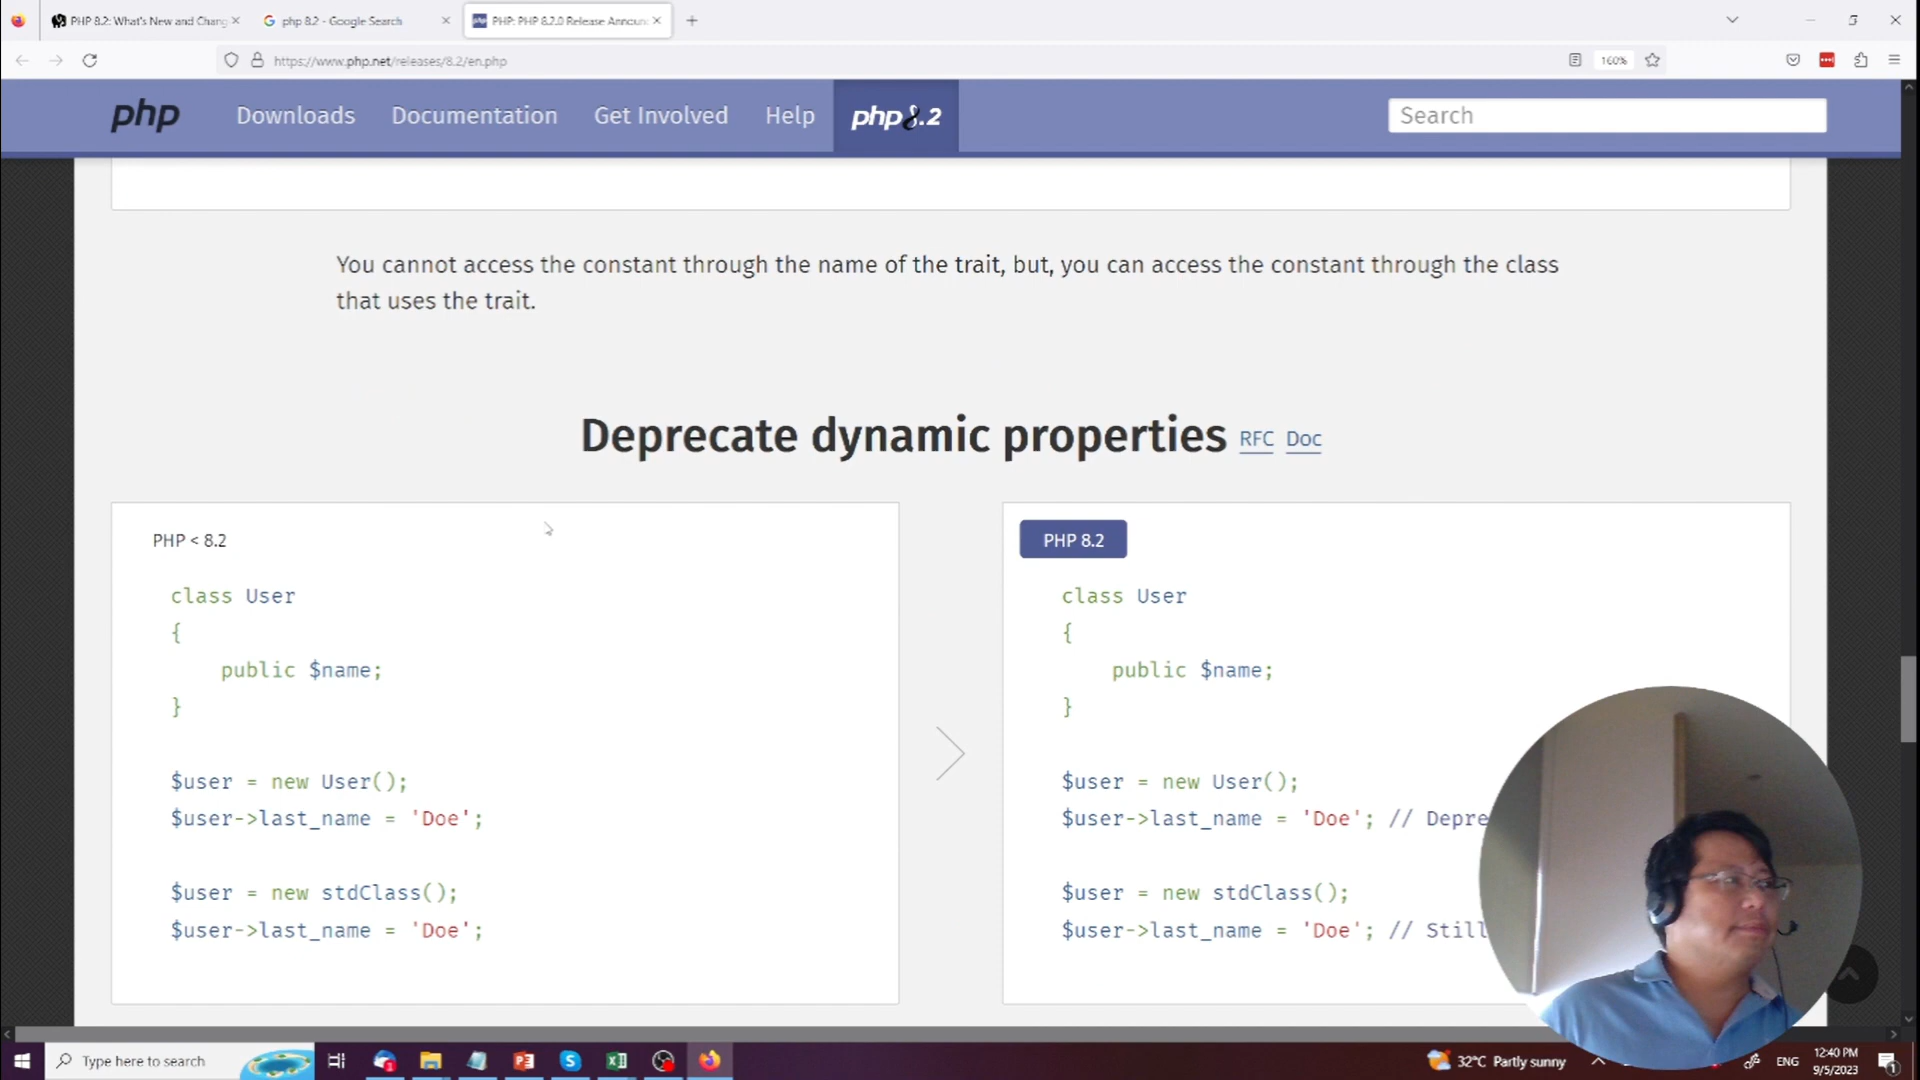 PHP 8.2: What's New and Chang
php 8.2 - Google Search
PHP: PHP 8.2.0 Release Announ
https://www.php.net/releases/8.2/en.php
160%
php
Downloads
Documentation
Get Involved
Help
php8.2
Search
You cannot access the constant through the name of the trait, but, you can access the constant through the class
that uses the trait.
Deprecate dynamic properties RFC Doc
PHP < 8.2
class User
{
public $name;
}
$user = new User();
$user->last_name = 'Doe';
$user = new stdClass();
$user->last_name = 'Doe';
PHP 8.2
class User
{
public $name;
}
$user = new User();
$user->last_name = 'Doe'; // Depre
$user = new stdClass();
$user->last_name = 'Doe'; // Still
Type here to search
32°C Partly sunny
ENG
12:40 PM
9/5/2023